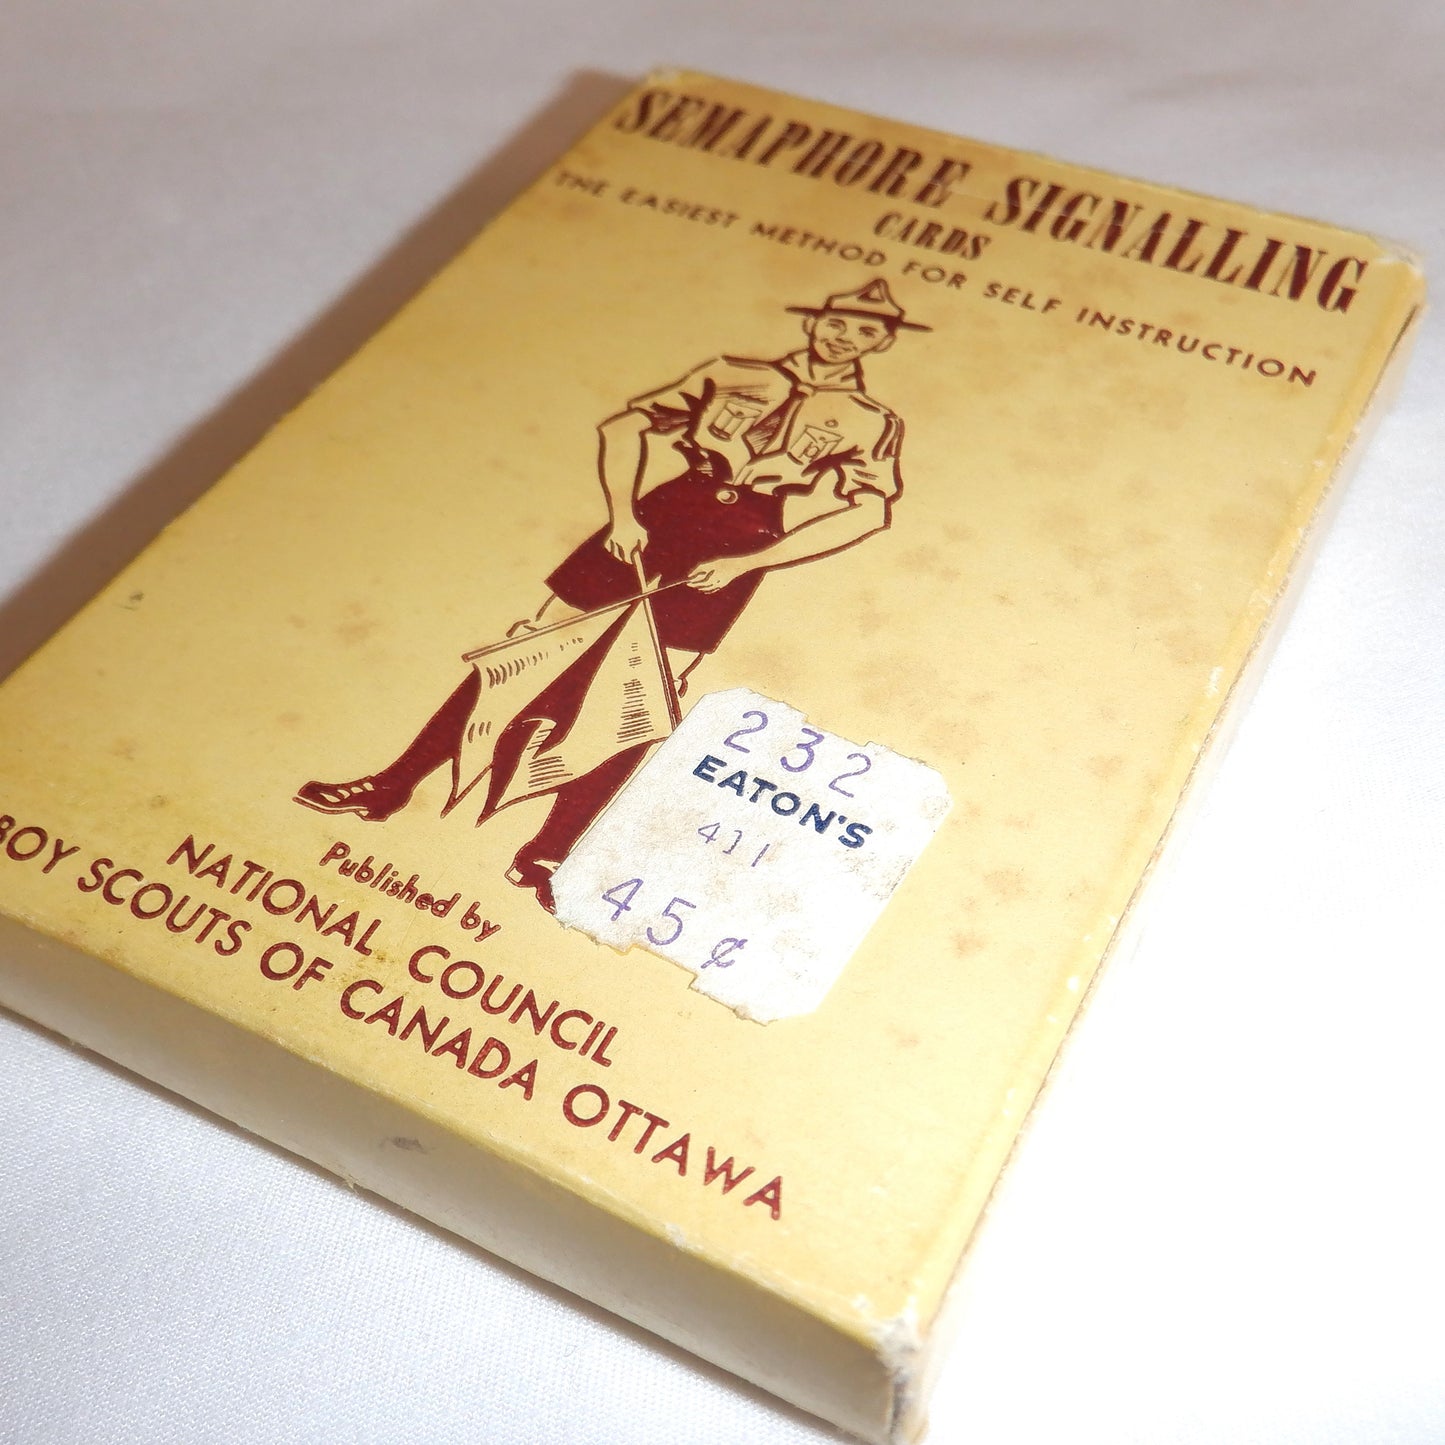 SEMAPHORE SIGNALLING
CARDS
THE EASIEST METHOD FOR SELF INSTRUCTION
232
EATON'S
411
45¢
Published by
NATIONAL COUNCIL
BOY SCOUTS OF CANADA OTTAWA